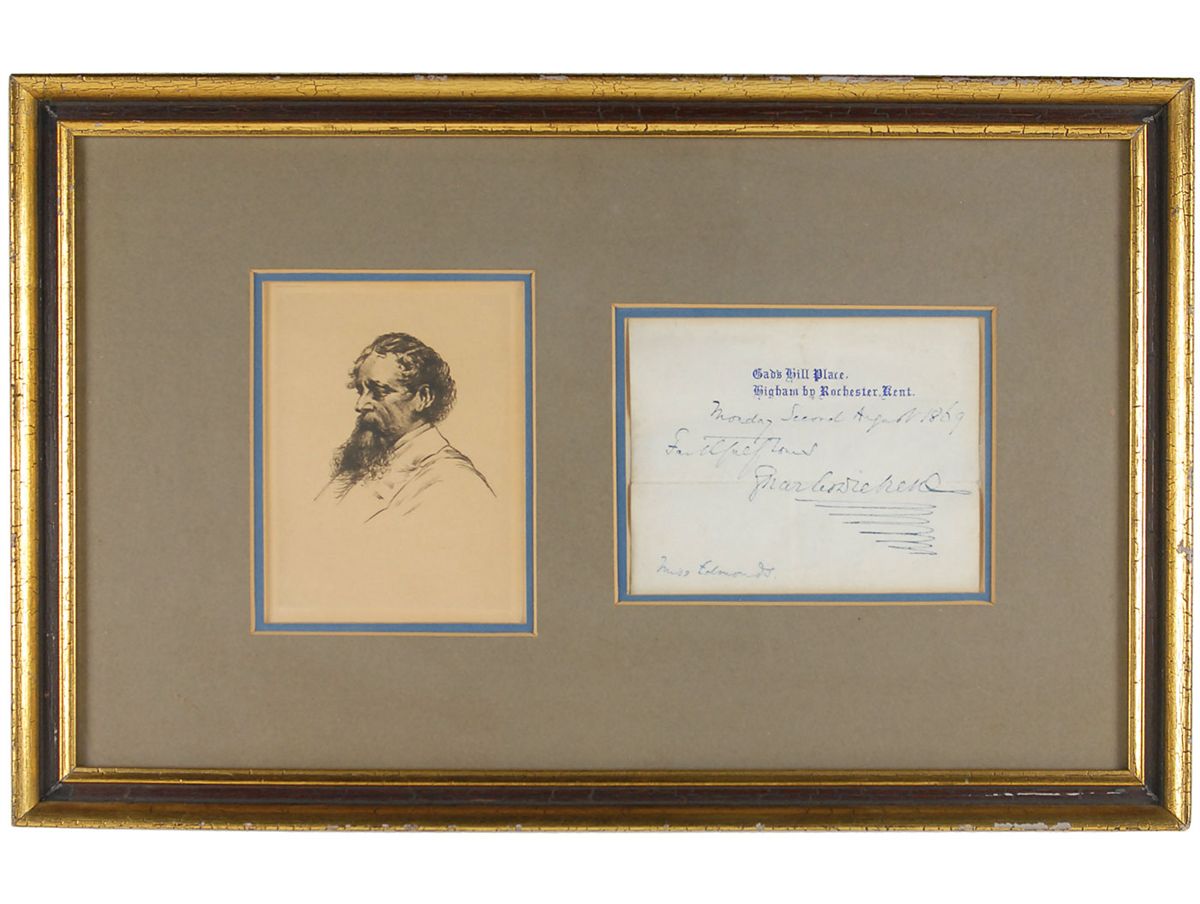 Gad's Hill Place,
Higham by Rochester, Kent.
Monday Second August 1869
Faithfully Yours
Charles Dickens
Miss Edmonds.